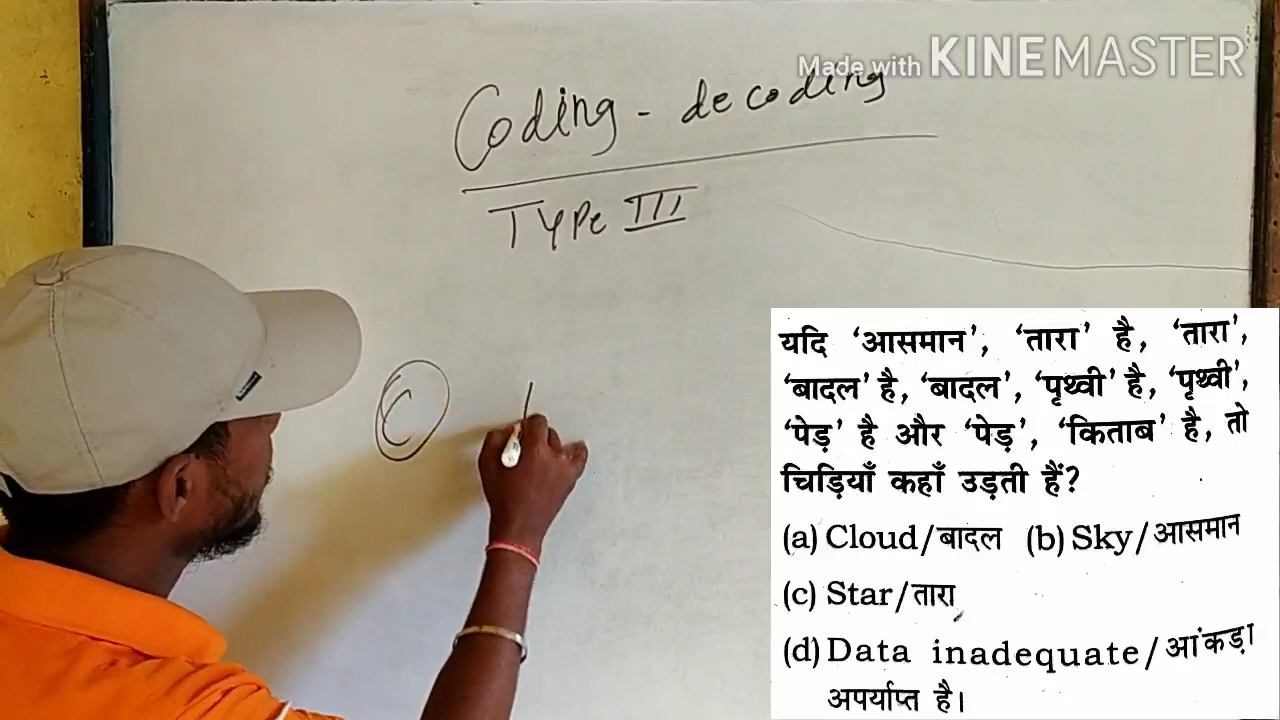 Made with KINEMASTER
Coding - decoding
Type III
C
यदि 'आसमान', 'तारा' है, 'तारा',
'बादल' है, 'बादल', 'पृथ्वी' है, 'पृथ्वी',
'पेड़' है और 'पेड़', 'किताब' है, तो
चिड़ियाँ कहाँ उड़ती हैं?
(a) Cloud/बादल (b) Sky/आसमान
(c) Star/तारा
(d) Data inadequate/आंकड़ा
अपर्याप्त है।